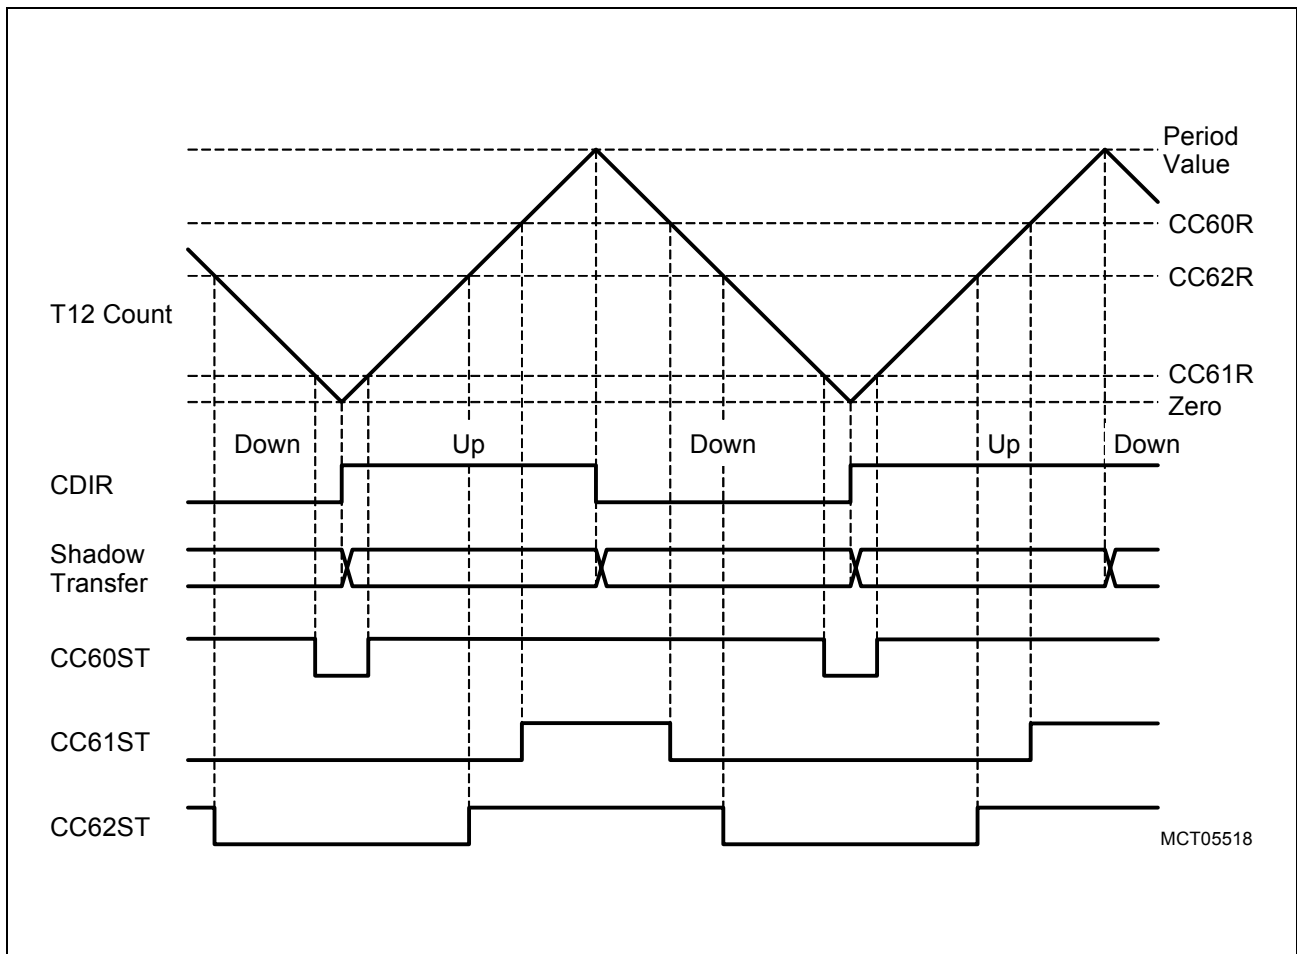 Period
Value
CC60R
CC62R
T12 Count
CC61R
Zero
Down Up Down Up Down
CDIR
Shadow
Transfer
CC60ST
CC61ST
CC62ST
MCT05518